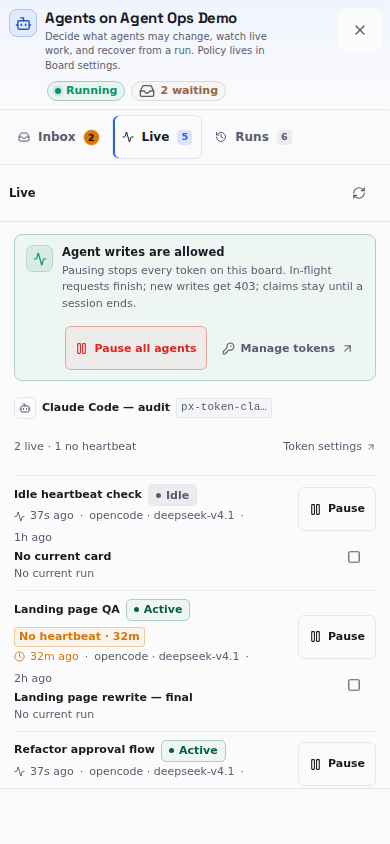 Agents on Agent Ops Demo
Decide what agents may change, watch live
work, and recover from a run. Policy lives in
Board settings.
Running
2 waiting
Inbox 2
Live 5
Runs 6
Live
Agent writes are allowed
Pausing stops every token on this board. In-flight
requests finish; new writes get 403; claims stay until a
session ends.
Pause all agents
Manage tokens
Claude Code — audit px-token-cla…
2 live · 1 no heartbeat
Token settings
Idle heartbeat check Idle
Pause
37s ago · opencode · deepseek-v4.1 ·
1h ago
No current card
No current run
Landing page QA Active
Pause
No heartbeat · 32m
32m ago · opencode · deepseek-v4.1 ·
2h ago
Landing page rewrite — final
No current run
Refactor approval flow Active
Pause
37s ago · opencode · deepseek-v4.1 ·